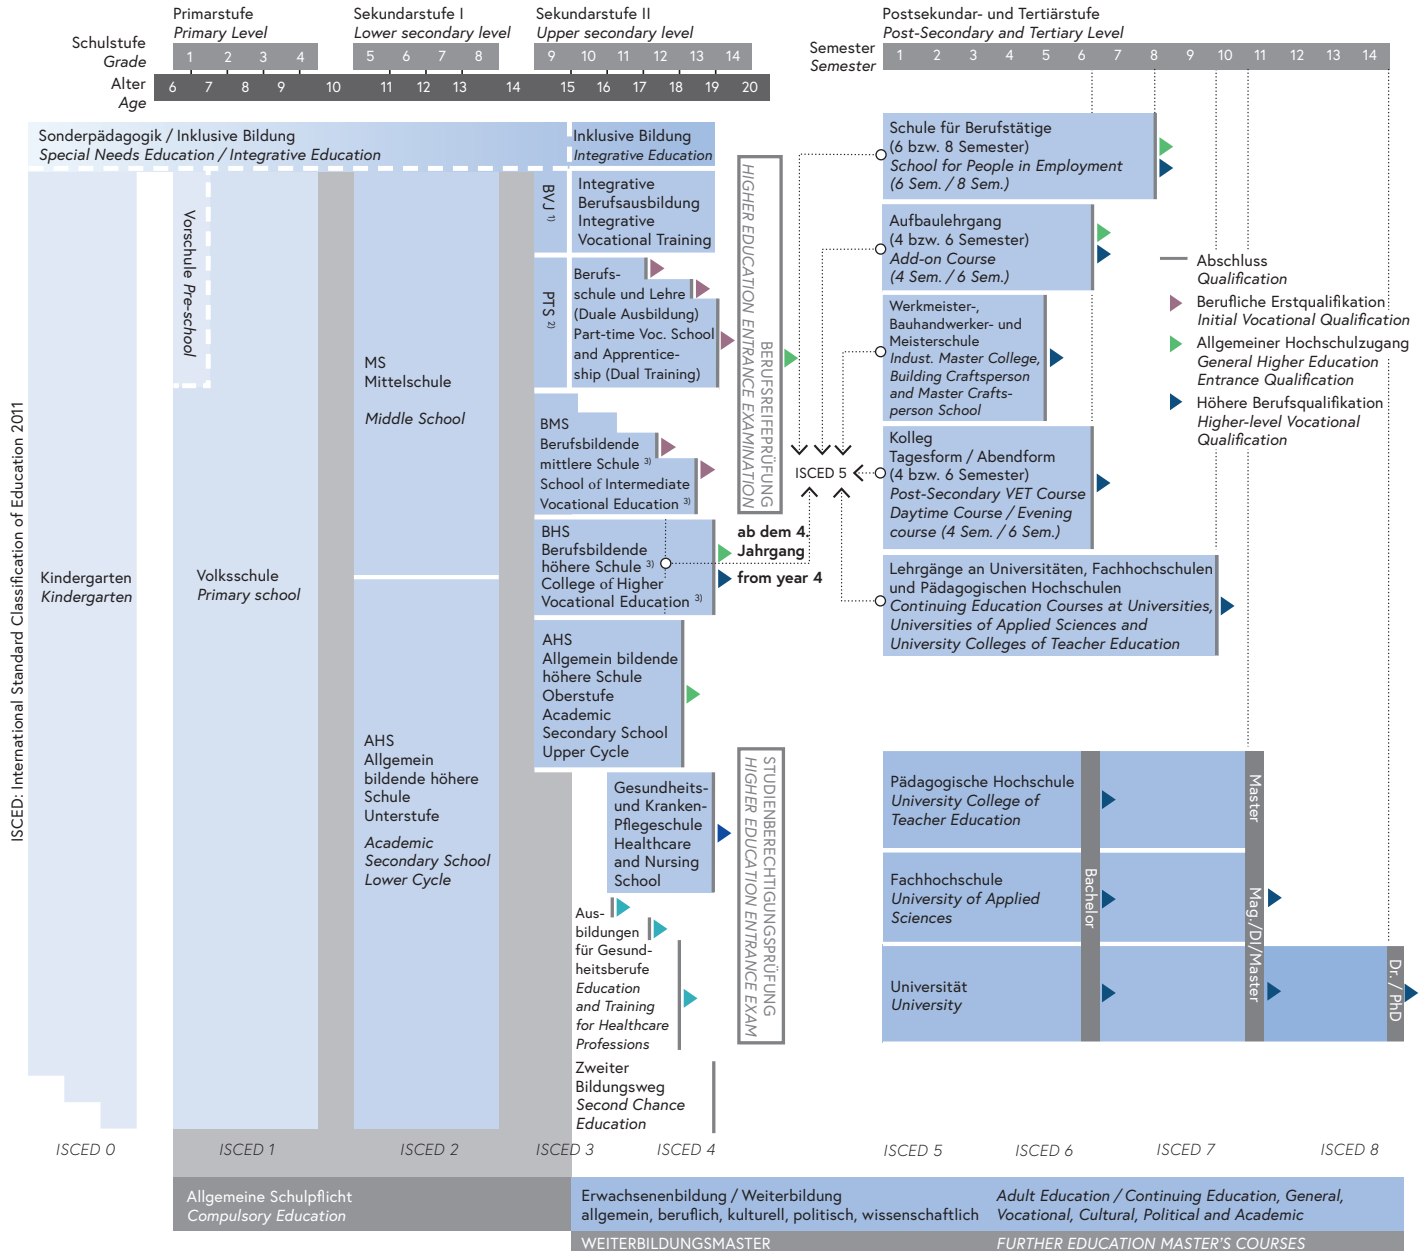 Primarstufe
Primary Level
Sekundarstufe I
Lower secondary level
Sekundarstufe II
Upper secondary level
Postsekundar- und Tertiärstufe
Post-Secondary and Tertiary Level
Schulstufe
Grade
1 2 3 4 5 6 7 8 9 10 11 12 13 14
Semester
Semester
1 2 3 4 5 6 7 8 9 10 11 12 13 14
Alter
Age
6 7 8 9 10 11 12 13 14 15 16 17 18 19 20
Sonderpädagogik / Inklusive Bildung
Special Needs Education / Integrative Education
Inklusive Bildung
Integrative Education
ISCED: International Standard Classification of Education 2011
Kindergarten
Kindergarten
Vorschule Pre-school
Volksschule
Primary school
MS
Mittelschule
Middle School
AHS
Allgemein
bildende höhere
Schule
Unterstufe
Academic
Secondary School
Lower Cycle
BVJ 1)
Integrative
Berufsausbildung
Integrative
Vocational Training
PTS 2)
Berufs-
schule und Lehre
(Duale Ausbildung)
Part-time Voc. School
and Apprentice-
ship (Dual Training)
BMS
Berufsbildende
mittlere Schule 3)
School of Intermediate
Vocational Education 3)
BHS
Berufsbildende
höhere Schule 3)
College of Higher
Vocational Education 3)
ab dem 4.
Jahrgang
from year 4
AHS
Allgemein bildende
höhere Schule
Oberstufe
Academic
Secondary School
Upper Cycle
Gesundheits-
und Kranken-
Pflegeschule
Healthcare
and Nursing
School
Aus-
bildungen
für Gesund-
heitsberufe
Education
and Training
for Healthcare
Professions
Zweiter
Bildungsweg
Second Chance
Education
BERUFSREIFEPRÜFUNG
HIGHER EDUCATION ENTRANCE EXAMINATION
STUDIENBERECHTIGUNGSPRÜFUNG
HIGHER EDUCATION ENTRANCE EXAM
ISCED 5
Schule für Berufstätige
(6 bzw. 8 Semester)
School for People in Employment
(6 Sem. / 8 Sem.)
Aufbaulehrgang
(4 bzw. 6 Semester)
Add-on Course
(4 Sem. / 6 Sem.)
Werkmeister-,
Bauhandwerker- und
Meisterschule
Indust. Master College,
Building Craftsperson
and Master Crafts-
person School
Kolleg
Tagesform / Abendform
(4 bzw. 6 Semester)
Post-Secondary VET Course
Daytime Course / Evening
course (4 Sem. / 6 Sem.)
Lehrgänge an Universitäten, Fachhochschulen
und Pädagogischen Hochschulen
Continuing Education Courses at Universities,
Universities of Applied Sciences and
University Colleges of Teacher Education
Abschluss
Qualification
Berufliche Erstqualifikation
Initial Vocational Qualification
Allgemeiner Hochschulzugang
General Higher Education
Entrance Qualification
Höhere Berufsqualifikation
Higher-level Vocational
Qualification
Pädagogische Hochschule
University College of
Teacher Education
Fachhochschule
University of Applied
Sciences
Universität
University
Bachelor
Master
Mag./DI/Master
Dr. / PhD
ISCED 0
ISCED 1
ISCED 2
ISCED 3
ISCED 4
ISCED 5
ISCED 6
ISCED 7
ISCED 8
Allgemeine Schulpflicht
Compulsory Education
Erwachsenenbildung / Weiterbildung
allgemein, beruflich, kulturell, politisch, wissenschaftlich
Adult Education / Continuing Education, General,
Vocational, Cultural, Political and Academic
WEITERBILDUNGSMASTER
FURTHER EDUCATION MASTER'S COURSES